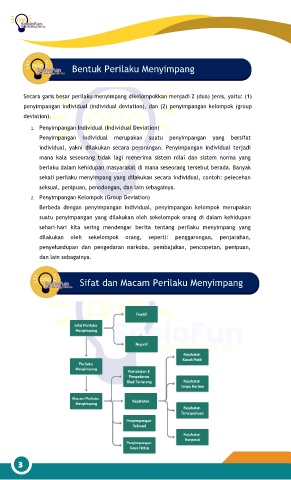 SocioFun
Bentuk Perilaku Menyimpang
Secara garis besar perilaku menyimpang dikelompokkan menjadi 2 (dua) jenis, yaitu: (1)
penyimpangan individual (individual deviation), dan (2) penyimpangan kelompok (group
deviation).
1. Penyimpangan Individual (Individual Deviation)
Penyimpangan individual merupakan suatu penyimpangan yang bersifat
individual, yakni dilakukan secara perorangan. Penyimpangan individual terjadi
mana kala seseorang tidak lagi menerima sistem nilai dan sistem norma yang
berlaku dalam kehidupan masyarakat di mana seseorang tersebut berada. Banyak
sekali perilaku menyimpang yang dilakukan secara individual, contoh: pelecehan
seksual, penipuan, perodongan, dan lain sebagainya.
2. Penyimpangan Kelompok (Group Deviation)
Berbeda dengan penyimpangan individual, penyimpangan kelompok merupakan
suatu penyimpangan yang dilakukan oleh sekelompok orang di dalam kehidupan
sehari-hari kita sering mendengar berita tentang perilaku menyimpang yang
dilakukan oleh sekelompok orang, seperti: penggarongan, penjarahan,
penyelundupan dan pengedaran narkoba, pembajakan, pencopetan, penipuan,
dan lain sebagainya.
Sifat dan Macam Perilaku Menyimpang
SocioFun
Positif
Sifat Perilaku
Menyimpang
Negatif
Perilaku
Menyimpang
Macam Perilaku
Menyimpang
Pemakaian &
Pengedaran
Obat Terlarang
Kejahatan
Penyimpangan
Seksual
Penyimpangan
Gaya Hidup
Kejahatan
Kerah Putih
Kejahatan
Tanpa Korban
Kejahatan
Terorganisasi
Kejahatan
Korporat
3